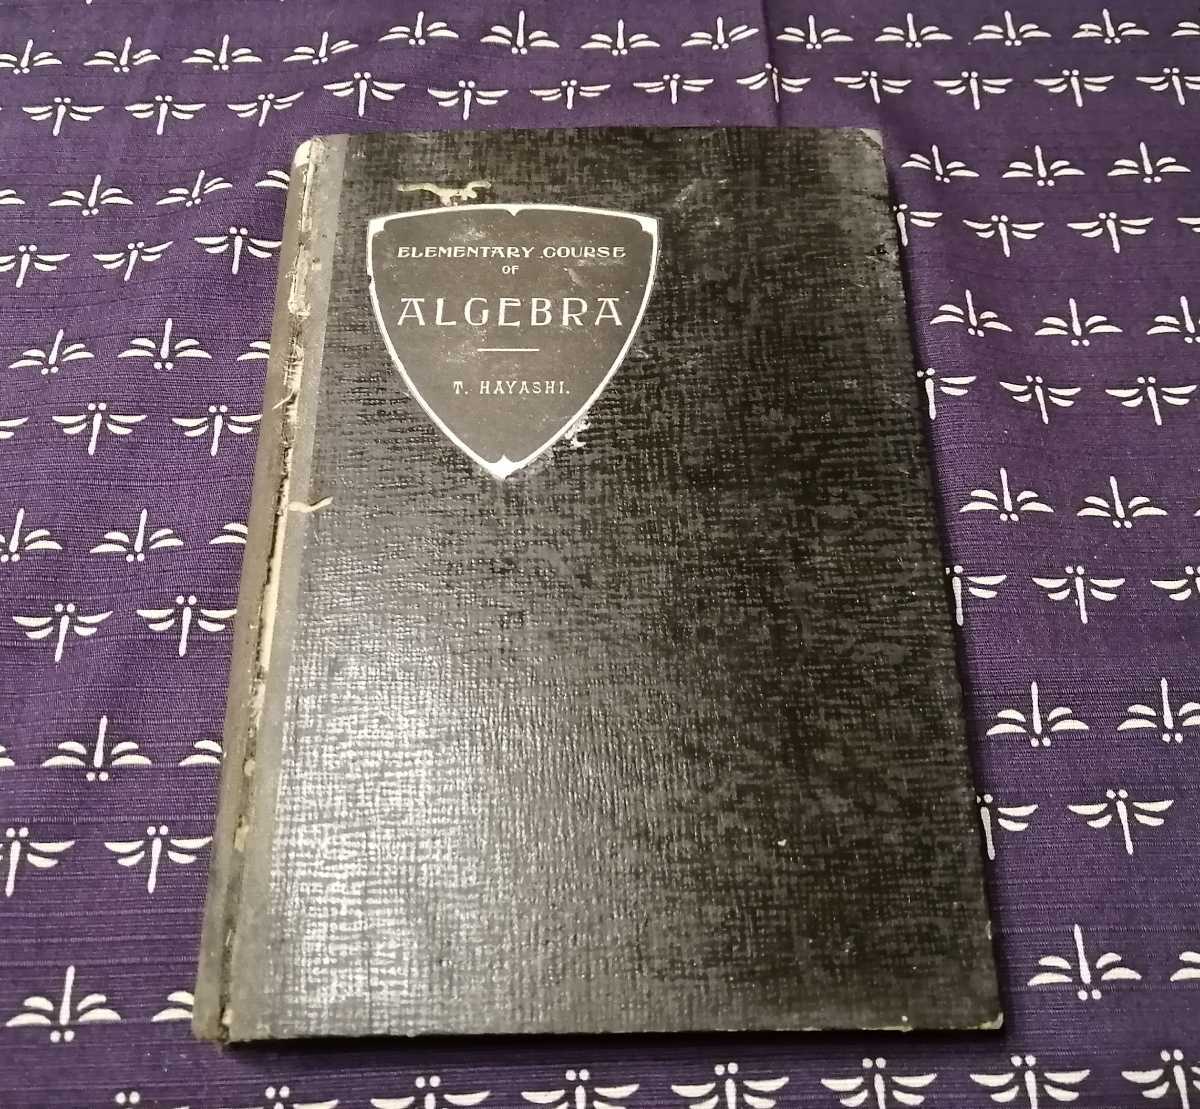 ELEMENTARY COURSE
OF
ALGEBRA
T. HAYASHI.